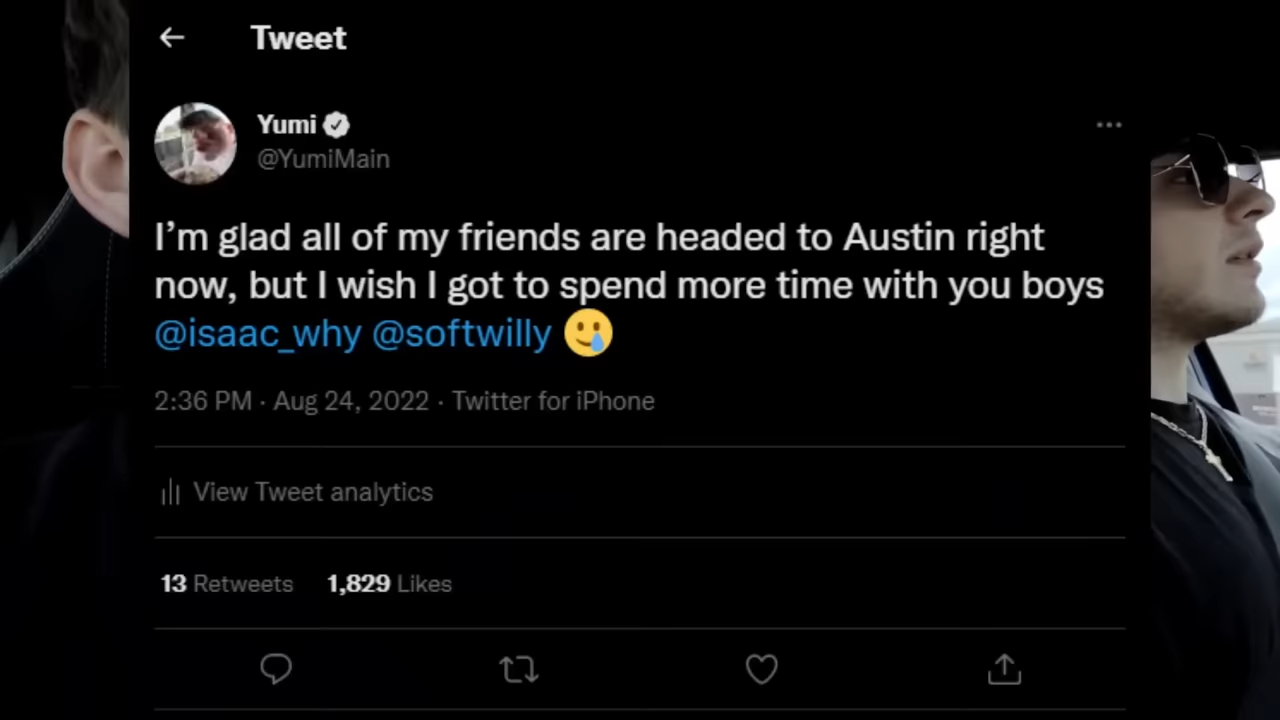 Tweet
Yumi
@YumiMain
I’m glad all of my friends are headed to Austin right
now, but I wish I got to spend more time with you boys
@isaac_why @softwilly 🥲
2:36 PM · Aug 24, 2022 · Twitter for iPhone
View Tweet analytics
13 Retweets 1,829 Likes